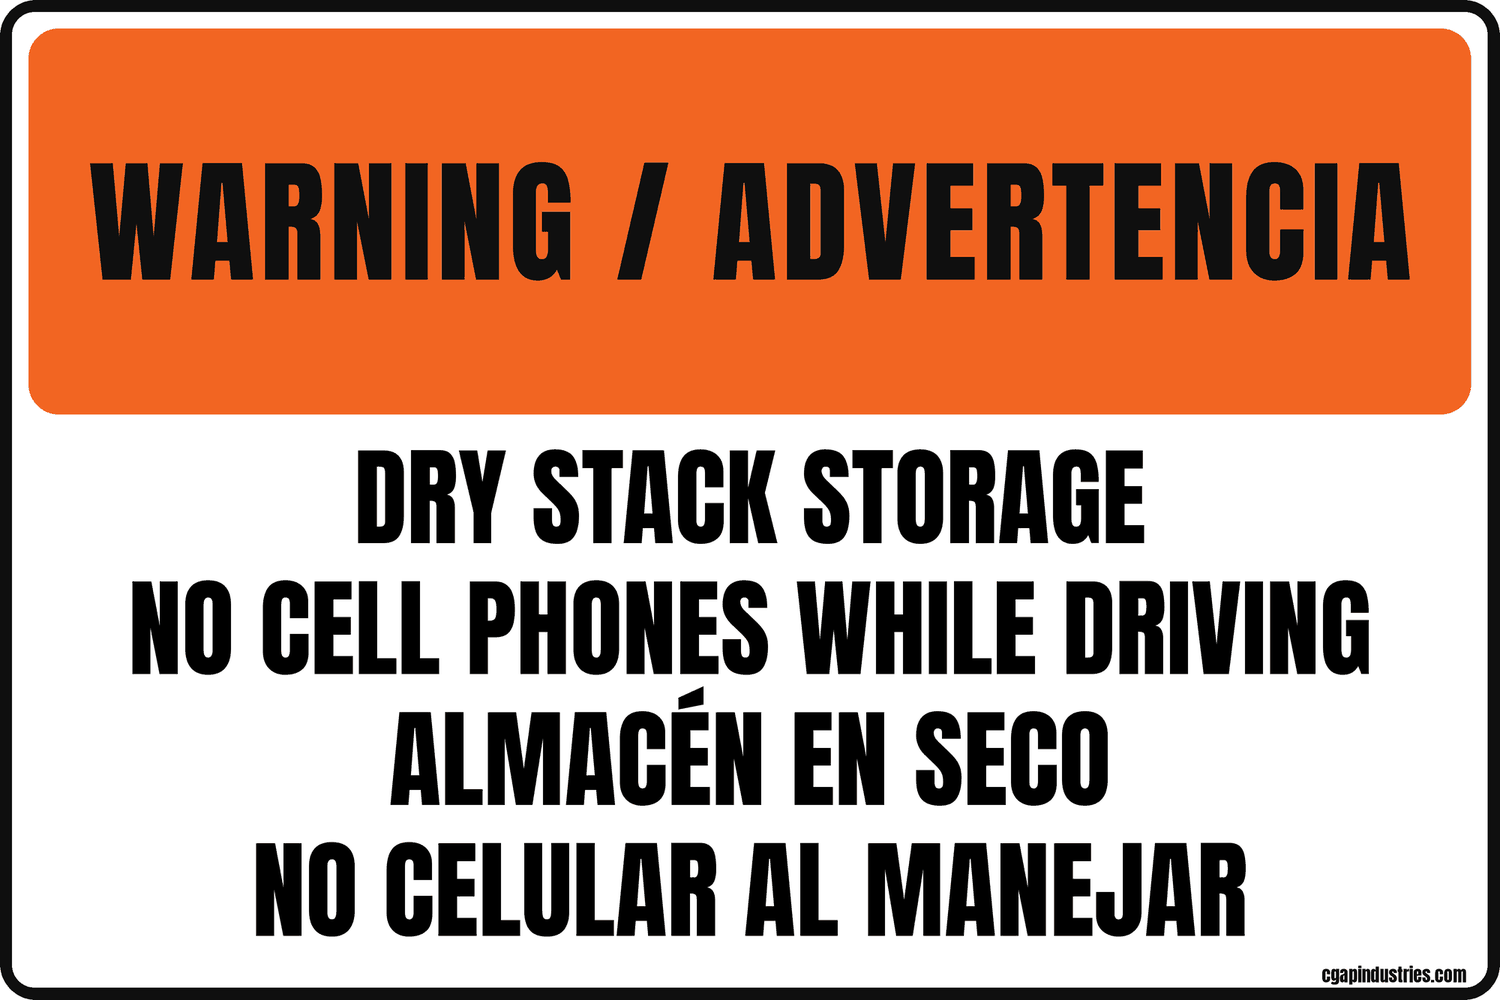 WARNING / ADVERTENCIA
DRY STACK STORAGE
NO CELL PHONES WHILE DRIVING
ALMACÉN EN SECO
NO CELULAR AL MANEJAR
cgapindustries.com